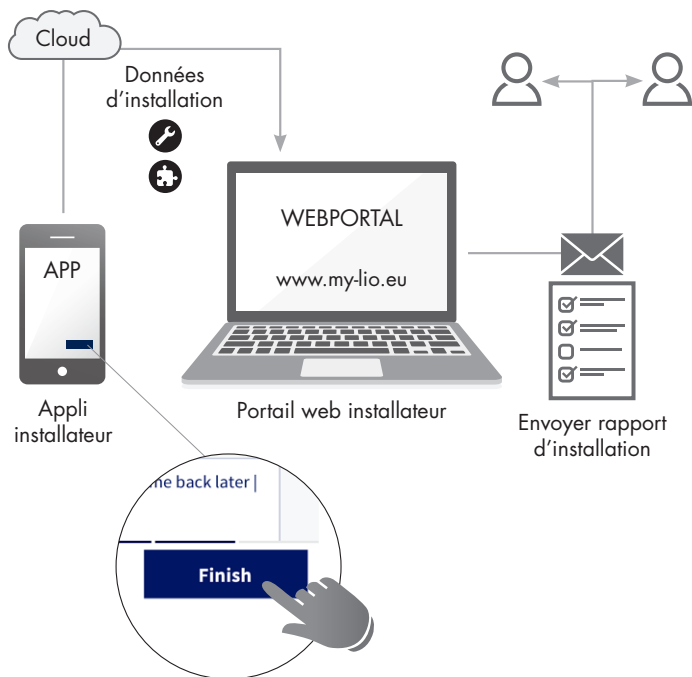 Cloud
Données
d'installation
WEBPORTAL
www.my-lio.eu
APP
Appli
installateur
Portail web installateur
Envoyer rapport
d'installation
back later |
Finish